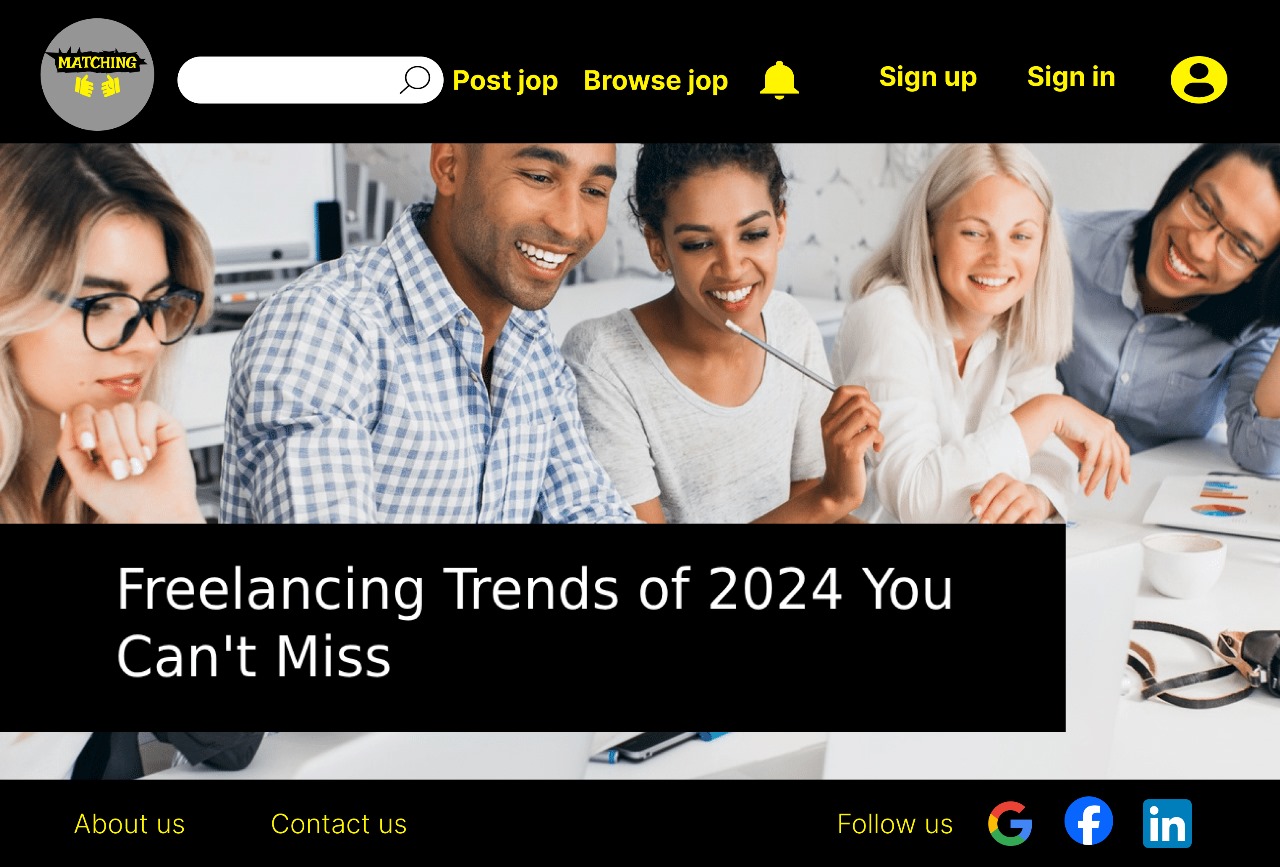 MATCHING
Post jop
Browse jop
Sign up
Sign in
Freelancing Trends of 2024 You
Can't Miss
About us
Contact us
Follow us